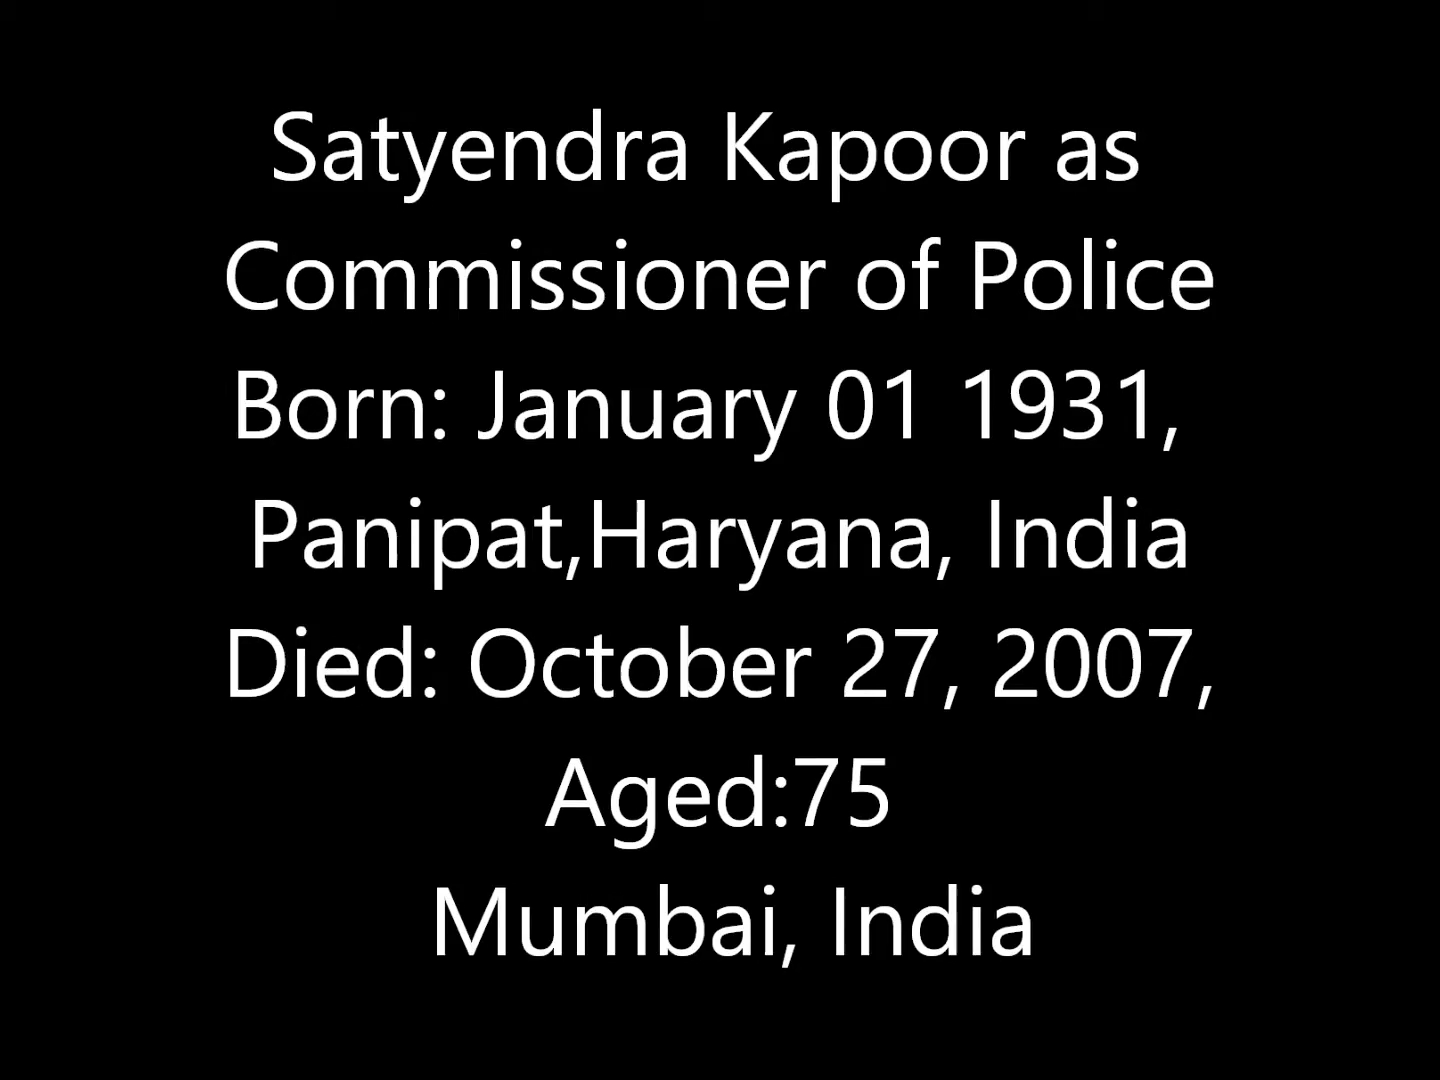 Satyendra Kapoor as
Commissioner of Police
Born: January 01 1931,
Panipat,Haryana, India
Died: October 27, 2007,
Aged:75
Mumbai, India